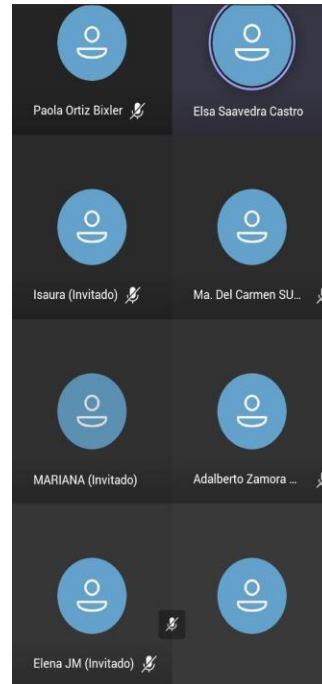 Paola Ortiz Bixler
Elsa Saavedra Castro
Isaura (Invitado)
Ma. Del Carmen SU...
MARIANA (Invitado)
Adalberto Zamora ...
Elena JM (Invitado)